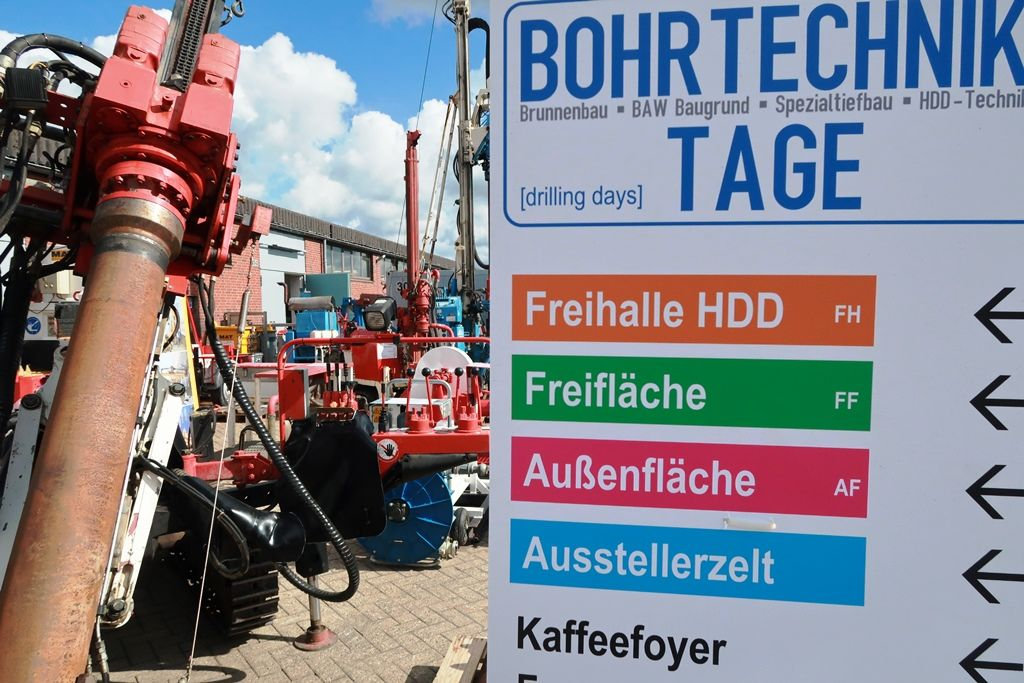 BOHRTECHNIK
Brunnenbau ▪ BAW Baugrund ▪ Spezialtiefbau ▪ HDD-Techni
TAGE
[drilling days]
Freihalle HDD FH
Freifläche FF
Außenfläche AF
Ausstellerzelt
Kaffeefoyer